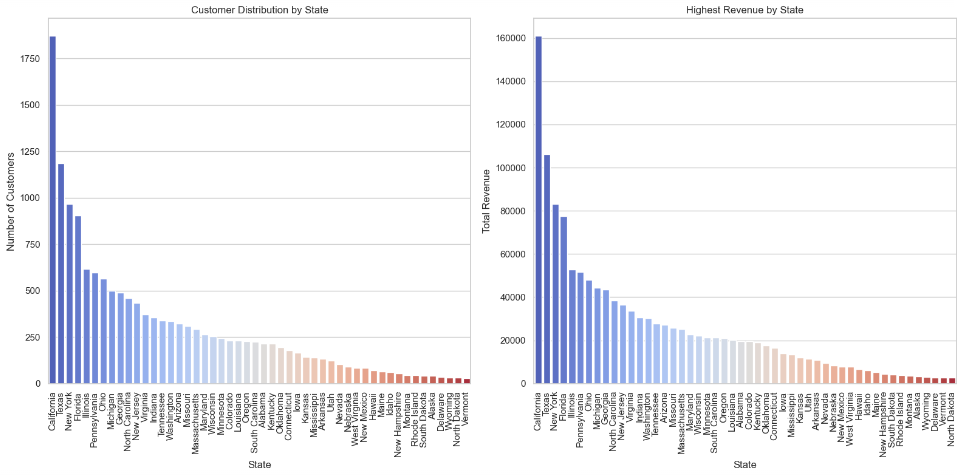 Customer Distribution by State
Number of Customers
1750
1500
1250
1000
750
500
250
0
California
Texas
New York
Florida
Illinois
Pennsylvania
Ohio
Michigan
Georgia
North Carolina
New Jersey
Virginia
Indiana
Tennessee
Washington
Arizona
Missouri
Massachusetts
Maryland
Wisconsin
Minnesota
Colorado
Louisiana
Oregon
South Carolina
Alabama
Kentucky
Oklahoma
Connecticut
Iowa
Kansas
Mississippi
Arkansas
Utah
Nevada
Nebraska
West Virginia
New Mexico
Hawaii
Maine
Idaho
New Hampshire
Montana
Rhode Island
South Dakota
Alaska
Delaware
Wyoming
North Dakota
Vermont
State
Highest Revenue by State
Total Revenue
160000
140000
120000
100000
80000
60000
40000
20000
0
California
Texas
New York
Florida
Illinois
Pennsylvania
Ohio
Michigan
Georgia
North Carolina
New Jersey
Virginia
Indiana
Washington
Tennessee
Arizona
Missouri
Massachusetts
Maryland
Wisconsin
Minnesota
South Carolina
Oregon
Louisiana
Alabama
Colorado
Kentucky
Oklahoma
Connecticut
Iowa
Mississippi
Kansas
Utah
Arkansas
Nevada
Nebraska
New Mexico
West Virginia
Hawaii
Idaho
Maine
New Hampshire
South Dakota
Rhode Island
Montana
Alaska
Wyoming
Delaware
Vermont
North Dakota
State